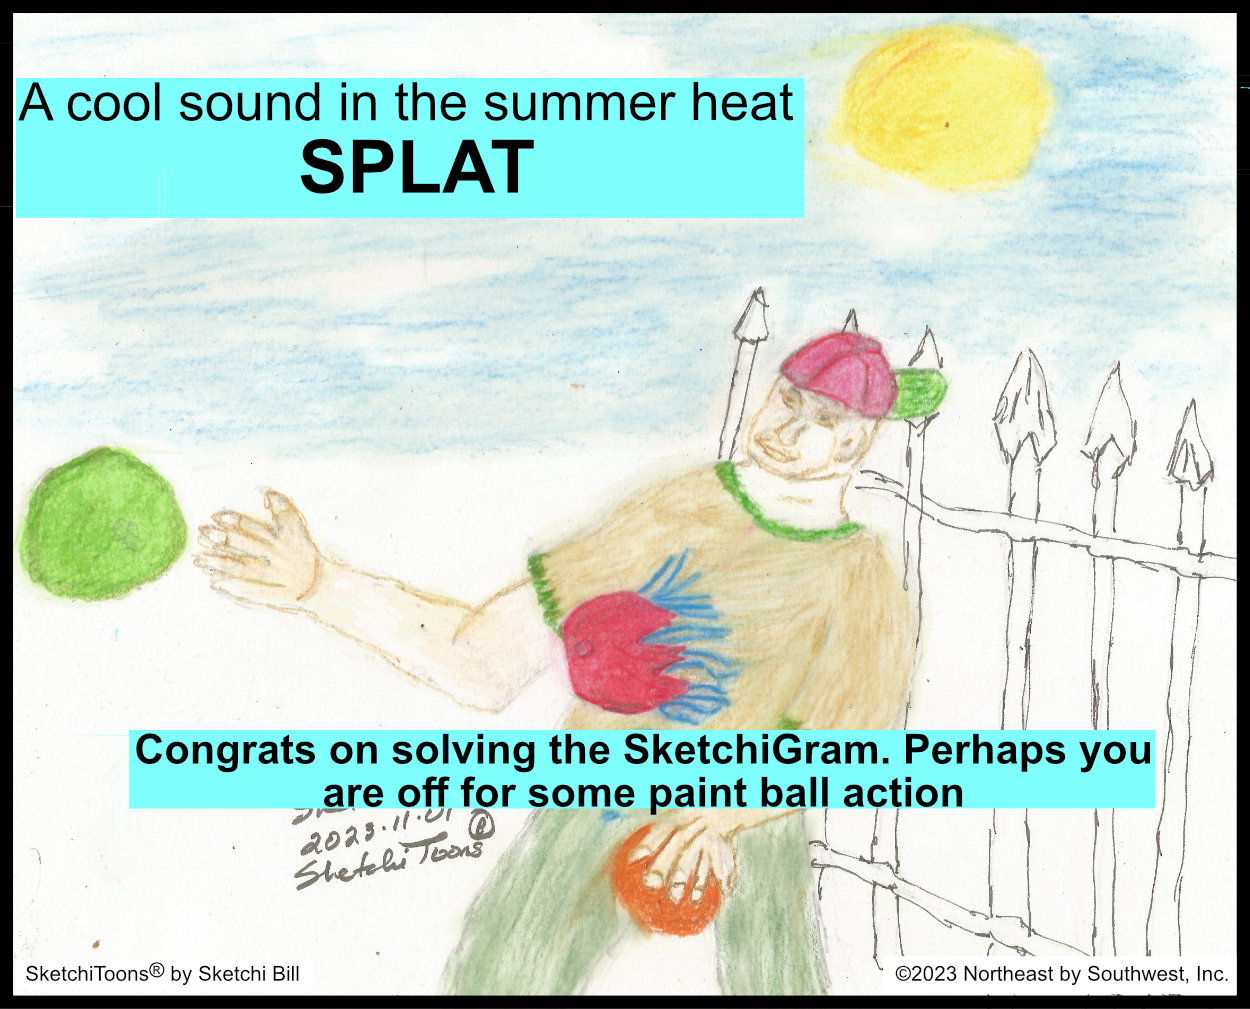 A cool sound in the summer heat
SPLAT
Congrats on solving the SketchiGram. Perhaps you
are off for some paint ball action
2023.11.01 ®
SketchiToons
SketchiToons® by Sketchi Bill
©2023 Northeast by Southwest, Inc.